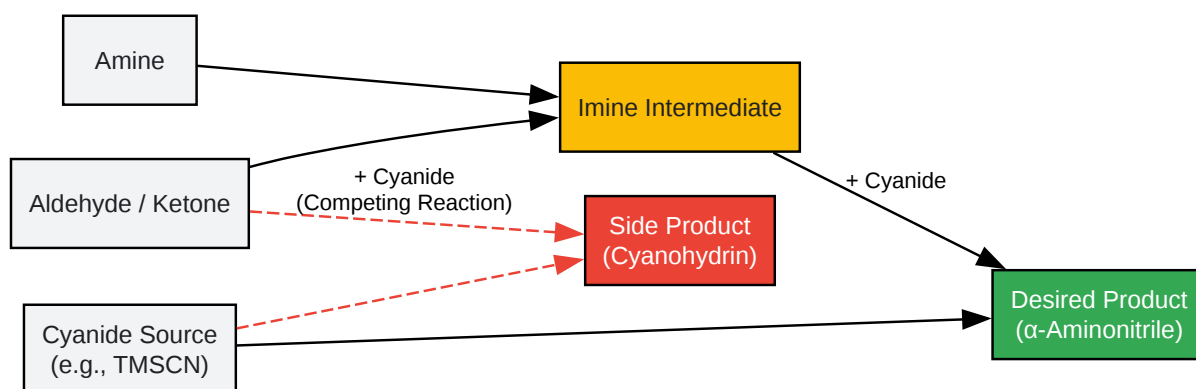 Amine
Imine Intermediate
Aldehyde / Ketone
+ Cyanide
(Competing Reaction)
+ Cyanide
Side Product
(Cyanohydrin)
Cyanide Source
(e.g., TMSCN)
Desired Product
(α-Aminonitrile)